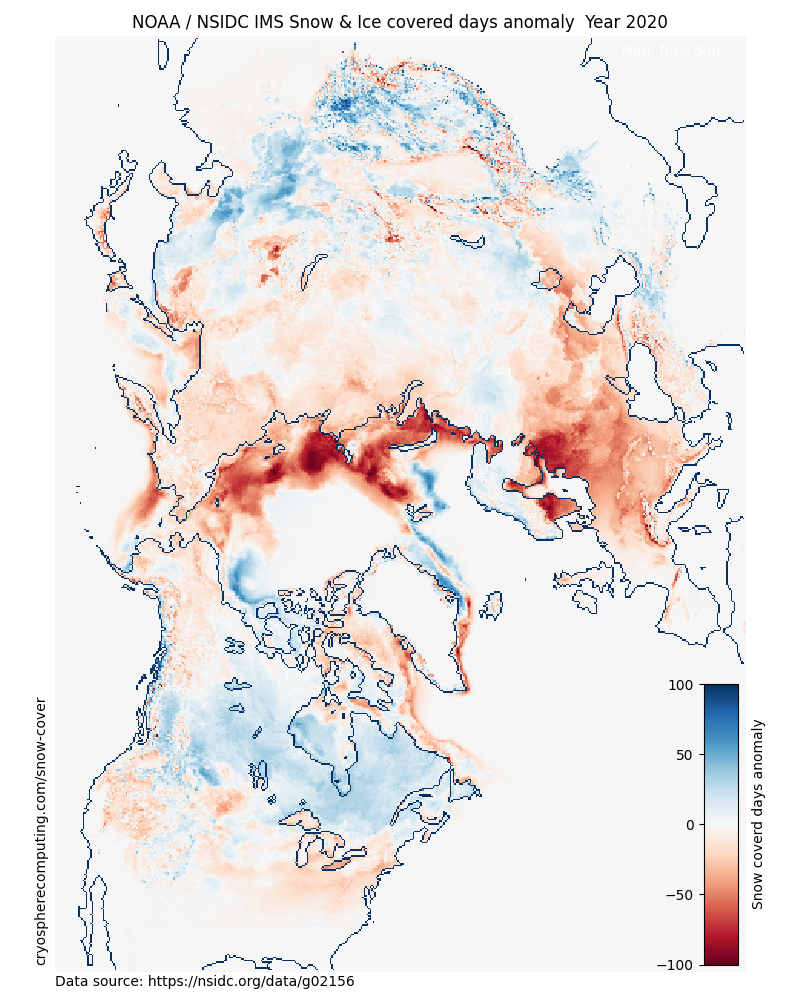 NOAA / NSIDC IMS Snow & Ice covered days anomaly  Year 2020
Map: Nico Sun
cryospherecomputing.com/snow-cover
100
50
0
−50
−100
Snow coverd days anomaly
Data source: https://nsidc.org/data/g02156